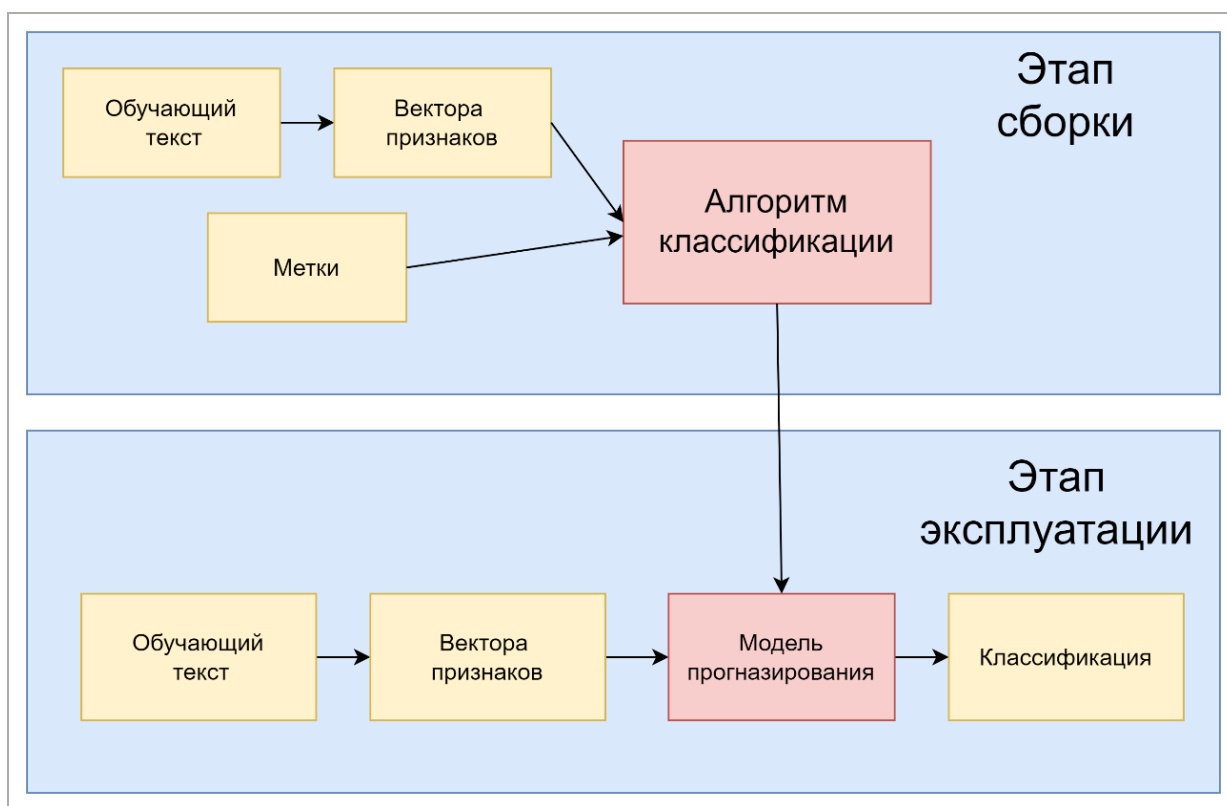 Этап
сборки
Обучающий
текст
Вектора
признаков
Алгоритм
классификации
Метки
Этап
эксплуатации
Обучающий
текст
Вектора
признаков
Модель
прогназирования
Классификация